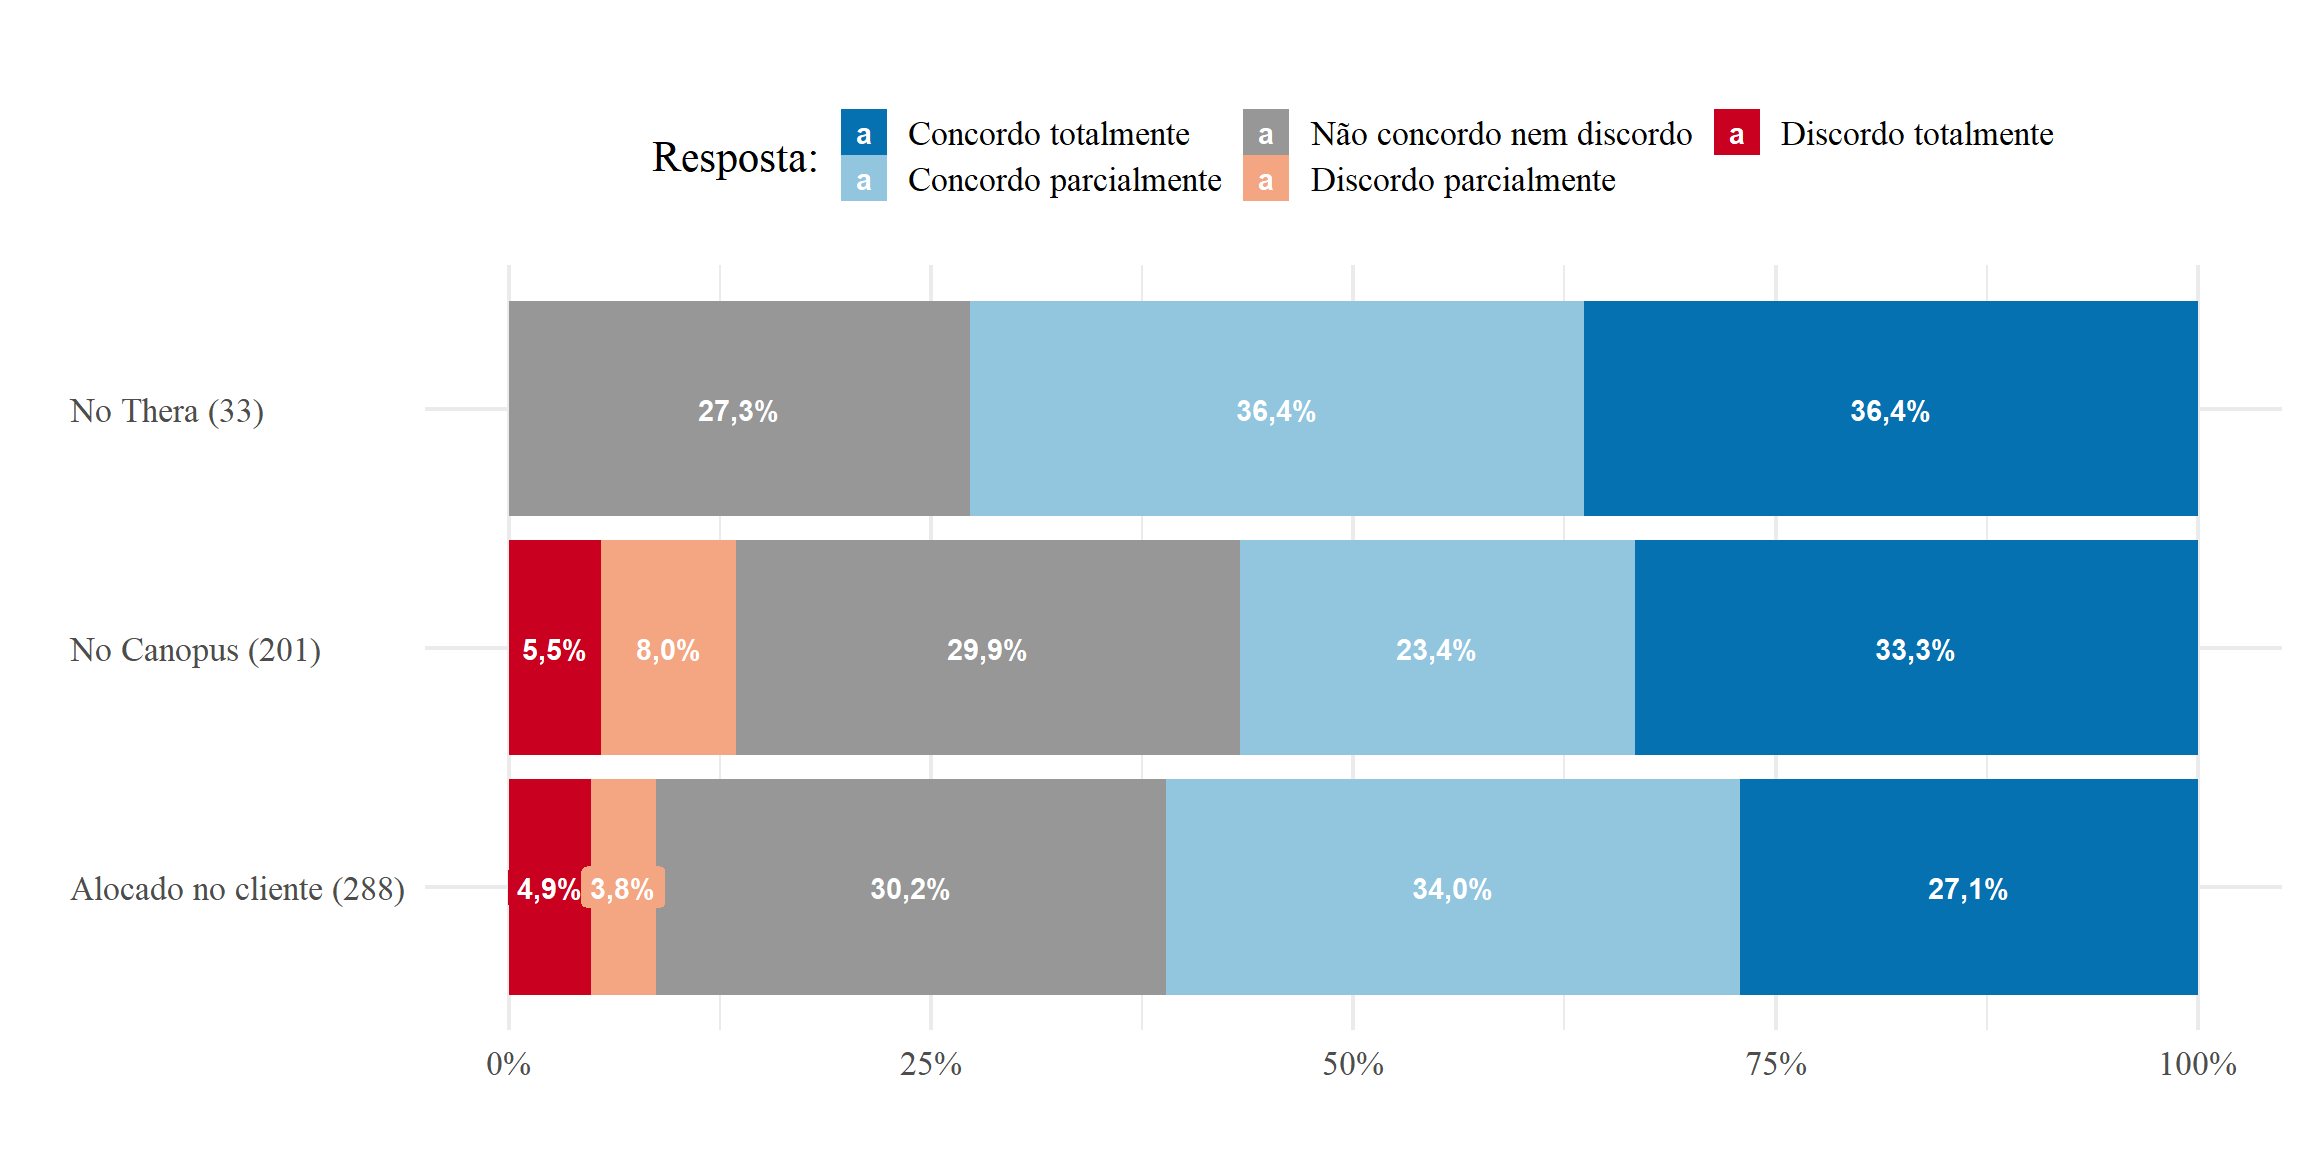 Resposta:
a Concordo totalmente a Não concordo nem discordo a Discordo totalmente
a Concordo parcialmente a Discordo parcialmente
No Thera (33) 27,3% 36,4% 36,4%
No Canopus (201) 5,5% 8,0% 29,9% 23,4% 33,3%
Alocado no cliente (288) 4,9% 3,8% 30,2% 34,0% 27,1%
0% 25% 50% 75% 100%